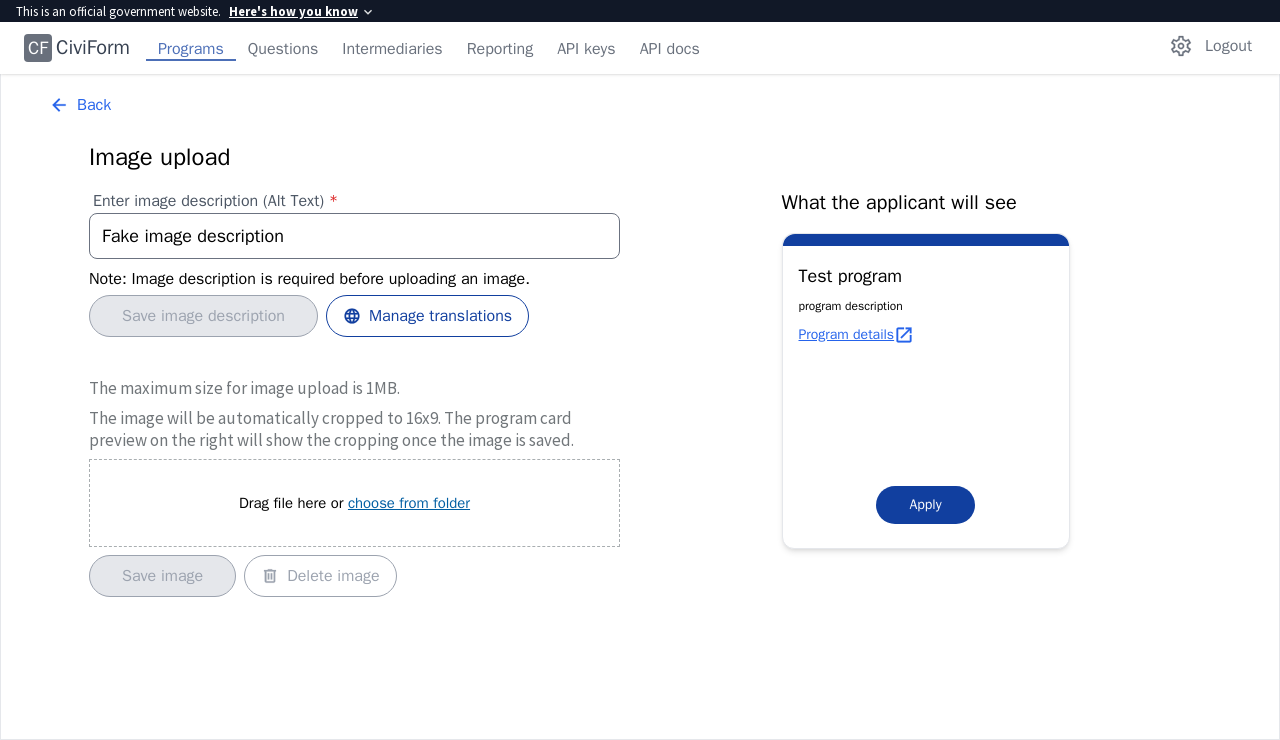 This is an official government website. Here's how you know
CF CiviForm Programs Questions Intermediaries Reporting API keys API docs Logout
Back
Image upload
Enter image description (Alt Text) *
Fake image description
Note: Image description is required before uploading an image.
Save image description Manage translations
The maximum size for image upload is 1MB.
The image will be automatically cropped to 16x9. The program card
preview on the right will show the cropping once the image is saved.
Drag file here or choose from folder
Save image Delete image
What the applicant will see
Test program
program description
Program details
Apply